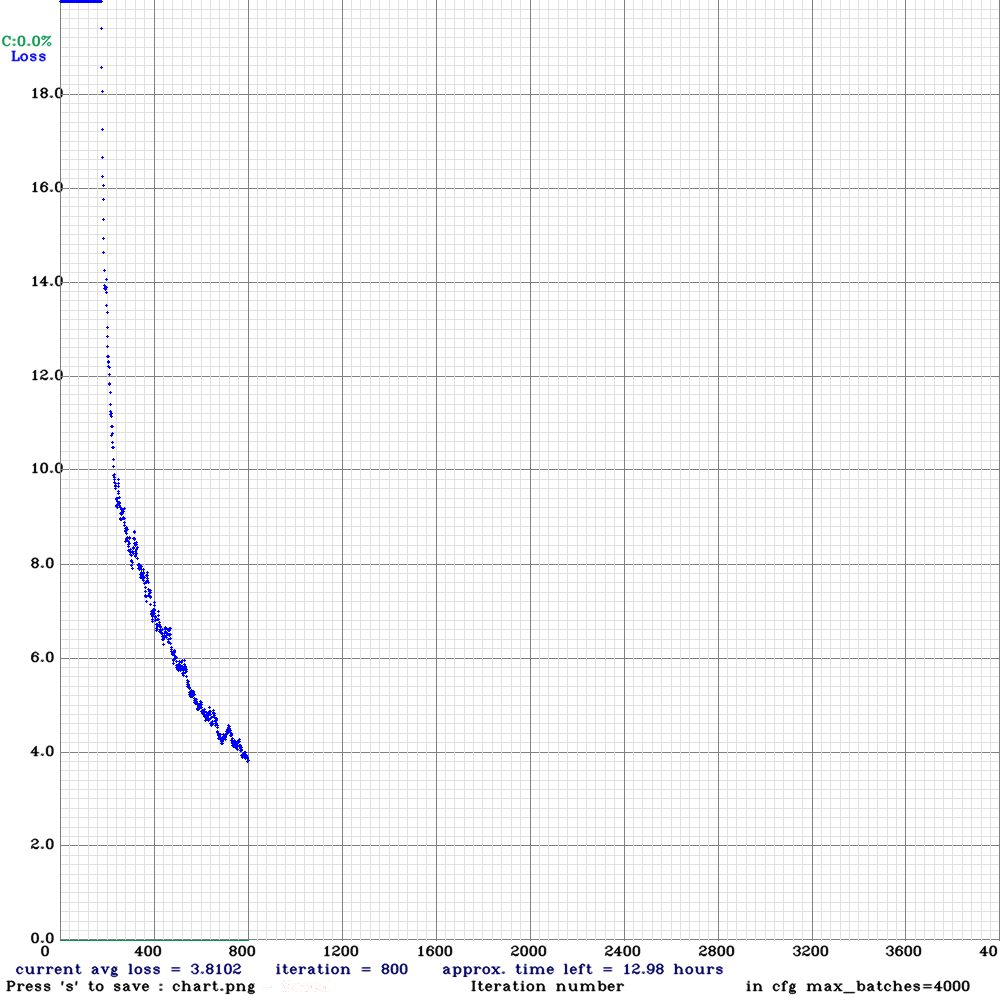 C:0.0%
Loss
18.0
16.0
14.0
12.0
10.0
8.0
6.0
4.0
2.0
0.0
0 400 800 1200 1600 2000 2400 2800 3200 3600 40
current avg loss = 3.8102 iteration = 800 approx. time left = 12.98 hours
Press 's' to save : chart.png Iteration number in cfg max_batches=4000